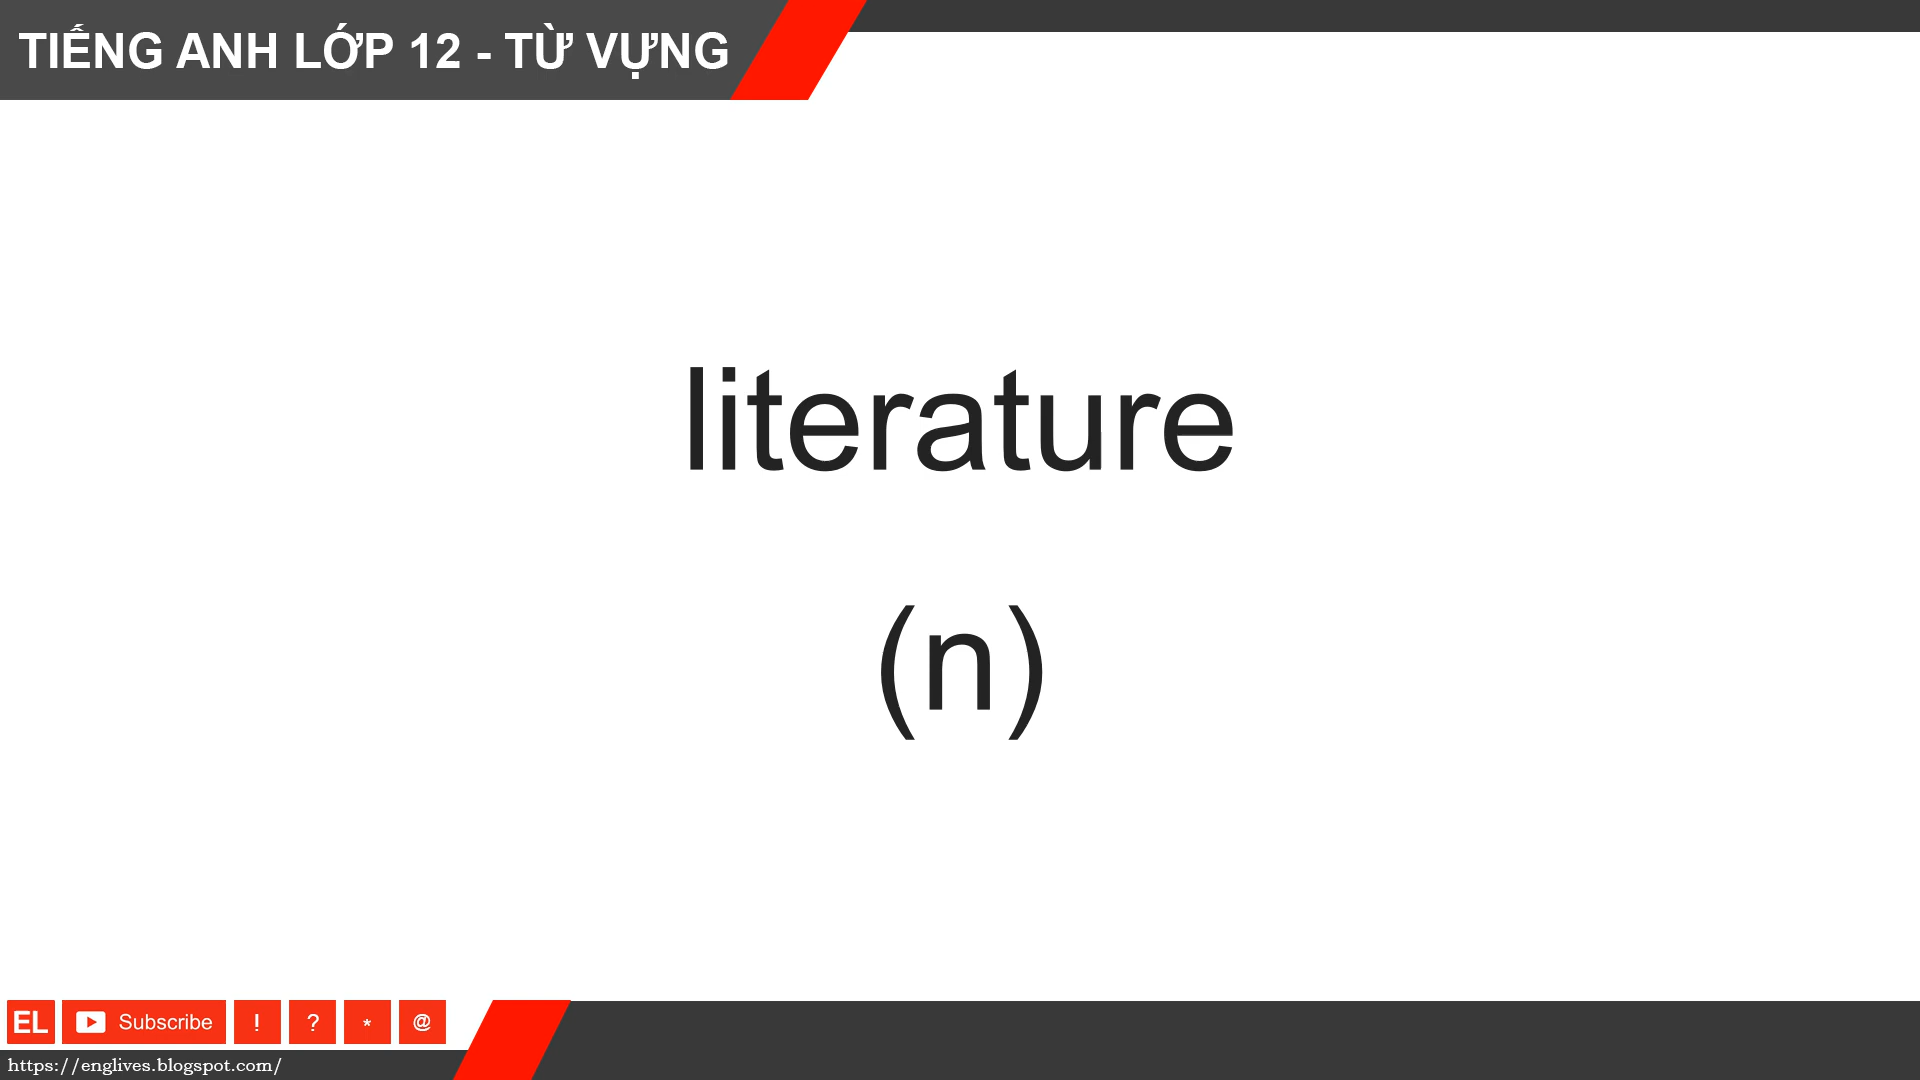 TIẾNG ANH LỚP 12 - TỪ VỰNG
literature
(n)
EL Subscribe ! ? * @
https://englives.blogspot.com/